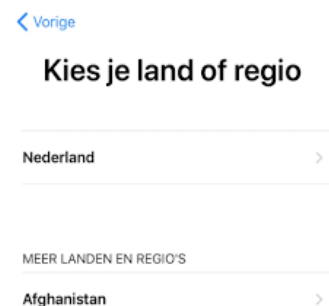 Vorige
Kies je land of regio
Nederland
MEER LANDEN EN REGIO'S
Afghanistan